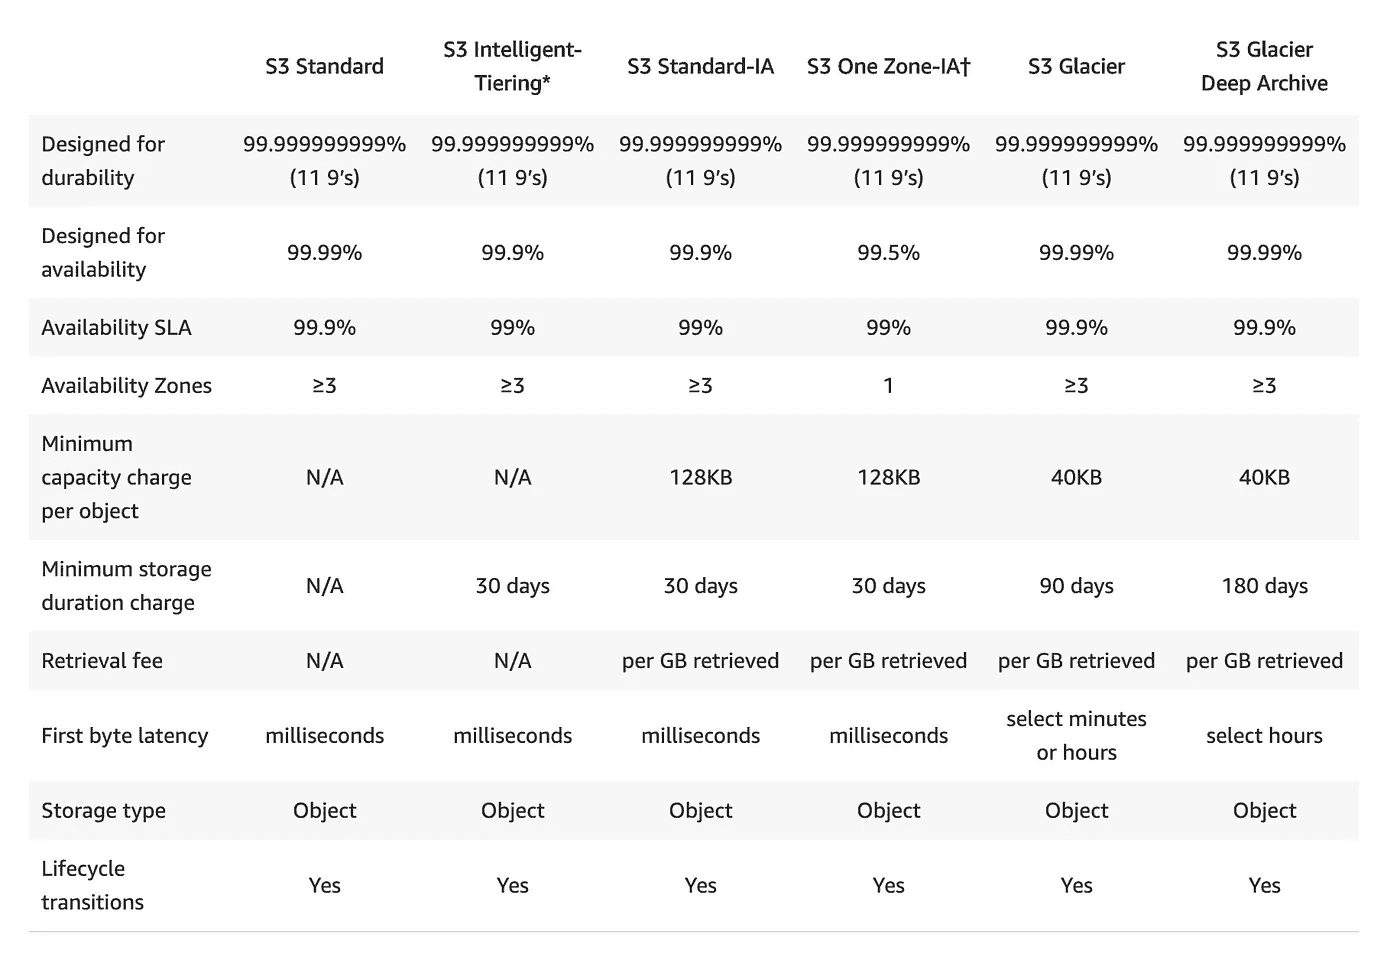 S3 Standard S3 Intelligent-Tiering* S3 Standard-IA S3 One Zone-IA† S3 Glacier S3 Glacier Deep Archive
Designed for durability 99.999999999% (11 9’s) 99.999999999% (11 9’s) 99.999999999% (11 9’s) 99.999999999% (11 9’s) 99.999999999% (11 9’s) 99.999999999% (11 9’s)
Designed for availability 99.99% 99.9% 99.9% 99.5% 99.99% 99.99%
Availability SLA 99.9% 99% 99% 99% 99.9% 99.9%
Availability Zones ≥3 ≥3 ≥3 1 ≥3 ≥3
Minimum capacity charge per object N/A N/A 128KB 128KB 40KB 40KB
Minimum storage duration charge N/A 30 days 30 days 30 days 90 days 180 days
Retrieval fee N/A N/A per GB retrieved per GB retrieved per GB retrieved per GB retrieved
First byte latency milliseconds milliseconds milliseconds milliseconds select minutes or hours select hours
Storage type Object Object Object Object Object Object
Lifecycle transitions Yes Yes Yes Yes Yes Yes